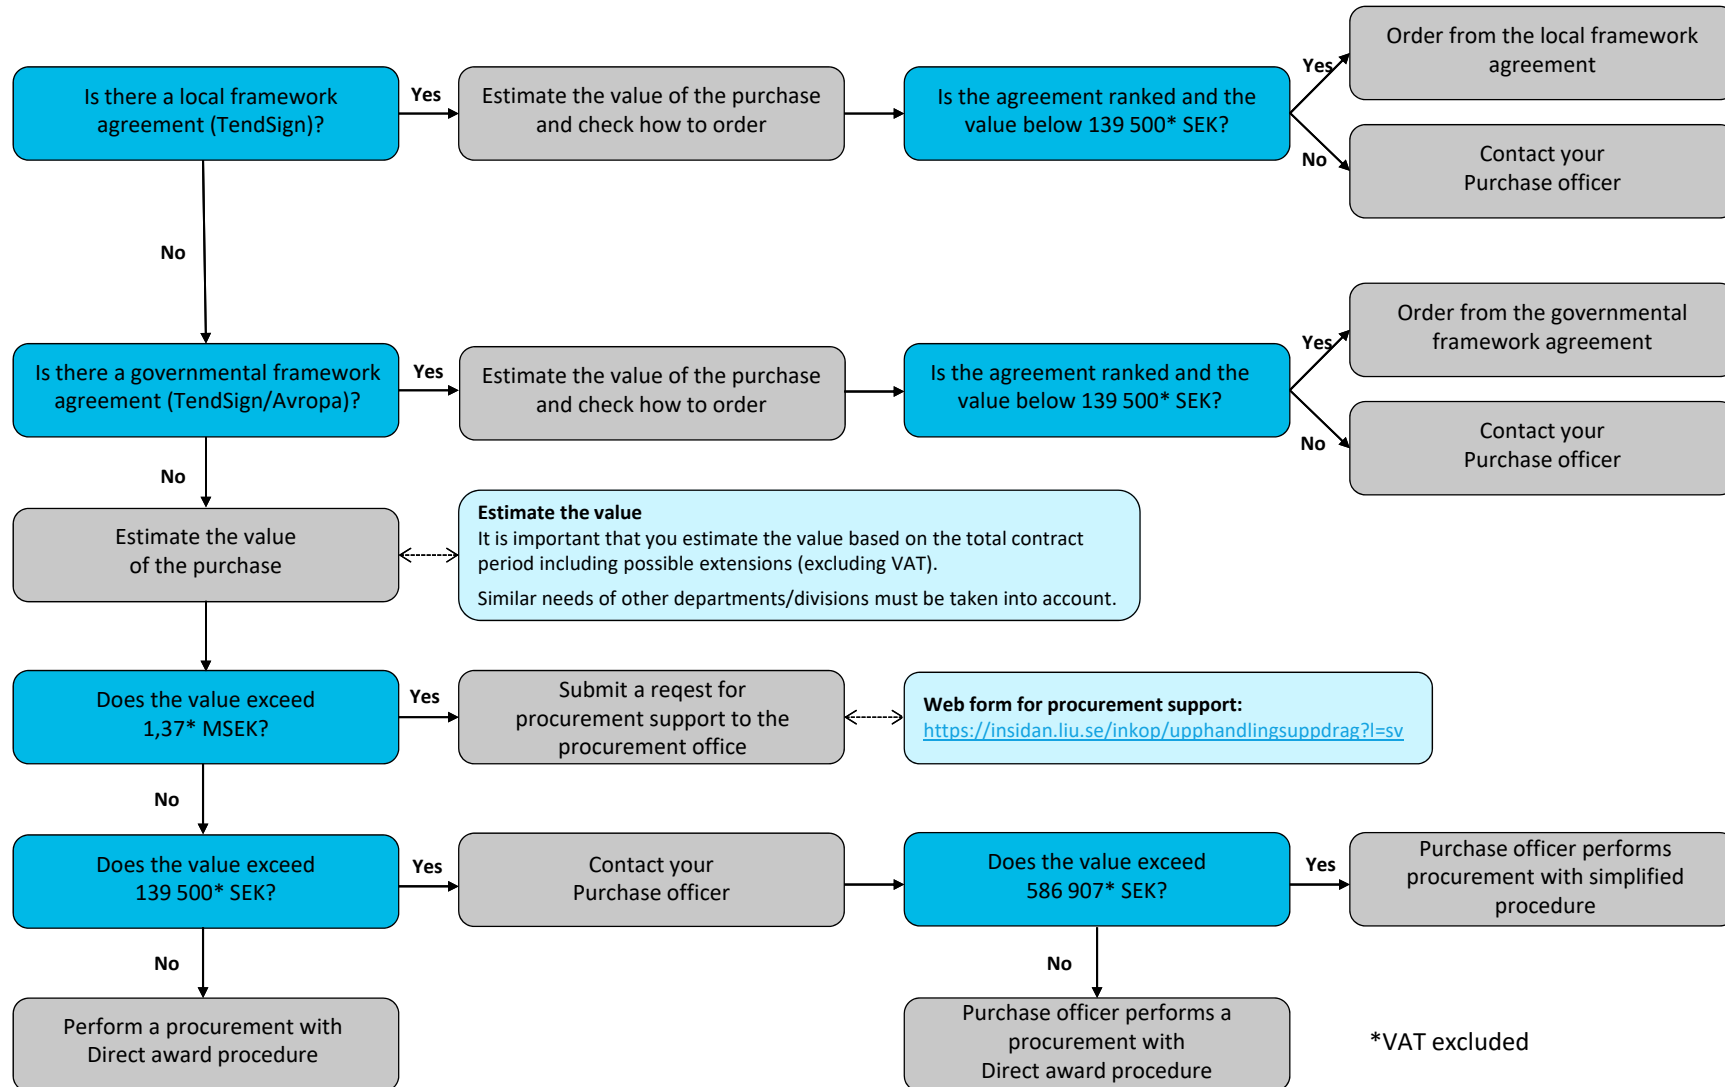 Is there a local framework
agreement (TendSign)?
Yes
Estimate the value of the purchase
and check how to order
Is the agreement ranked and the
value below 139 500* SEK?
Yes
Order from the local framework
agreement
No
Contact your
Purchase officer
No
Is there a governmental framework
agreement (TendSign/Avropa)?
Yes
Estimate the value of the purchase
and check how to order
Is the agreement ranked and the
value below 139 500* SEK?
Yes
Order from the governmental
framework agreement
No
Contact your
Purchase officer
No
Estimate the value
of the purchase
Estimate the value
It is important that you estimate the value based on the total contract
period including possible extensions (excluding VAT).
Similar needs of other departments/divisions must be taken into account.
Does the value exceed
1,37* MSEK?
Yes
Submit a reqest for
procurement support to the
procurement office
Web form for procurement support:
https://insidan.liu.se/inkop/upphandlingsuppdrag?l=sv
No
Does the value exceed
139 500* SEK?
Yes
Contact your
Purchase officer
Does the value exceed
586 907* SEK?
Yes
Purchase officer performs
procurement with simplified
procedure
No
Perform a procurement with
Direct award procedure
No
Purchase officer performs a
procurement with
Direct award procedure
*VAT excluded